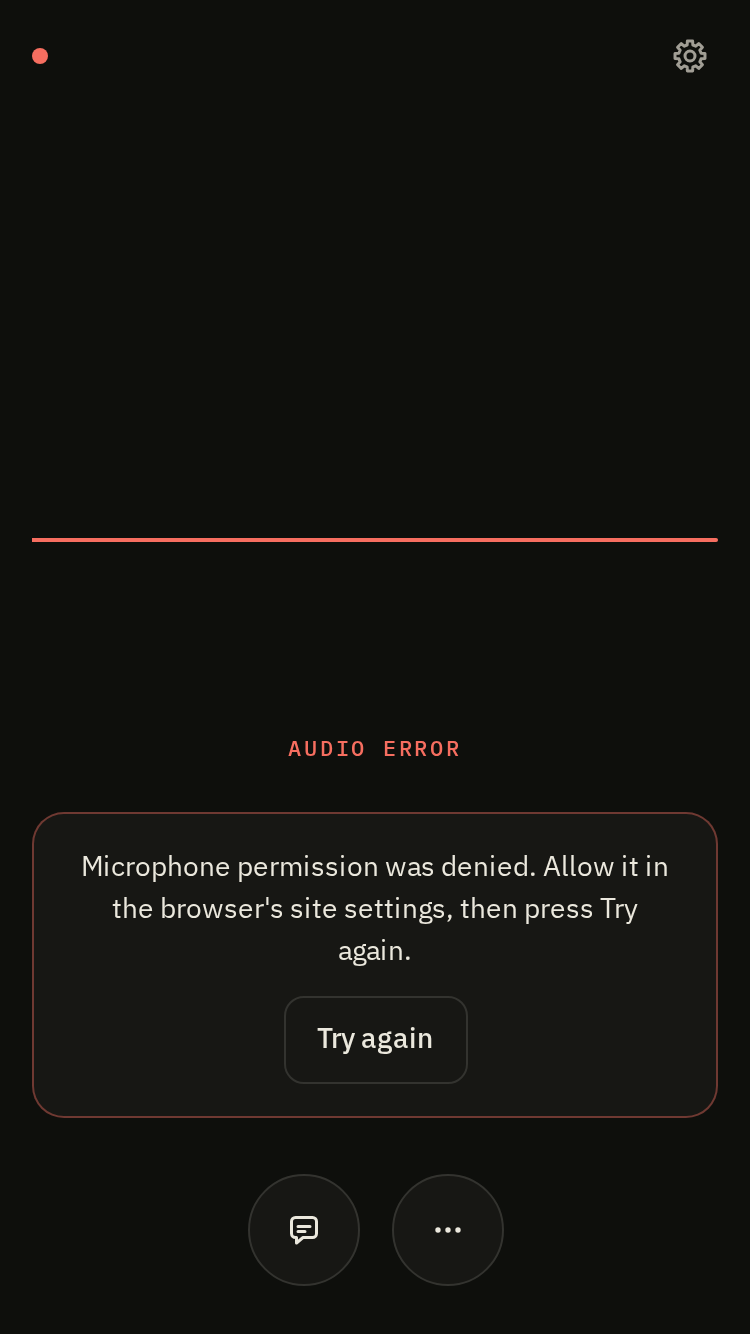 AUDIO ERROR
Microphone permission was denied. Allow it in
the browser's site settings, then press Try
again.
Try again